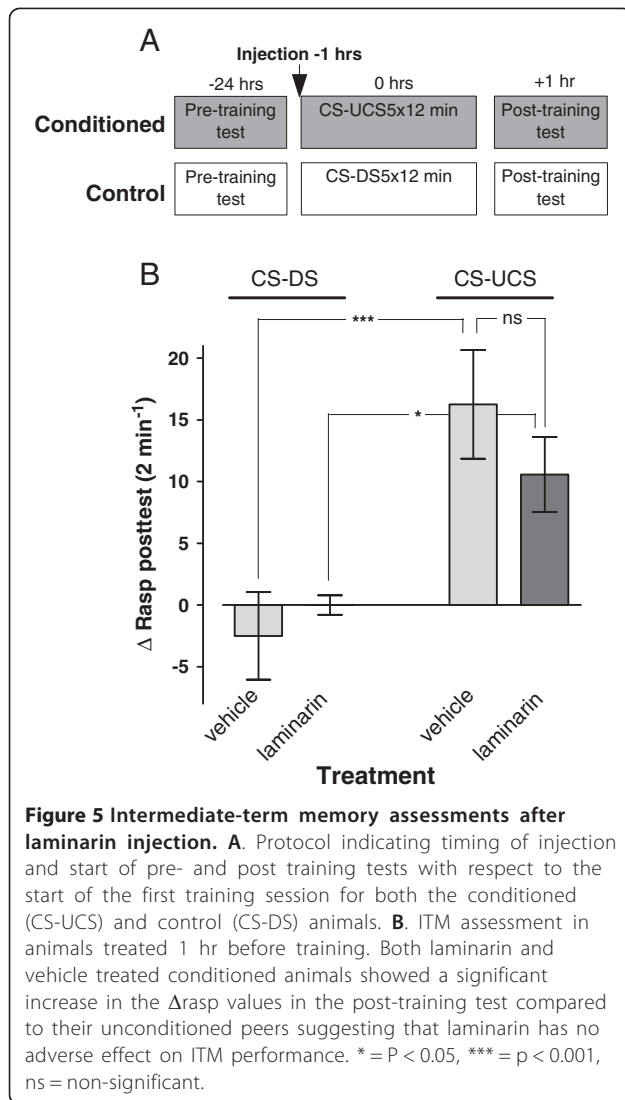 A
Injection -1 hrs
-24 hrs 0 hrs +1 hr
Conditioned Pre-training test CS-UCS5x12 min Post-training test
Control Pre-training test CS-DS5x12 min Post-training test
B
CS-DS CS-UCS
***
ns
*
Δ Rasp posttest (2 min⁻¹)
20
15
10
5
0
-5
vehicle laminarin vehicle laminarin
Treatment
Figure 5 Intermediate-term memory assessments after
laminarin injection. A. Protocol indicating timing of injection
and start of pre- and post training tests with respect to the
start of the first training session for both the conditioned
(CS-UCS) and control (CS-DS) animals. B. ITM assessment in
animals treated 1 hr before training. Both laminarin and
vehicle treated conditioned animals showed a significant
increase in the Δrasp values in the post-training test compared
to their unconditioned peers suggesting that laminarin has no
adverse effect on ITM performance. * = P < 0.05, *** = p < 0.001,
ns = non-significant.